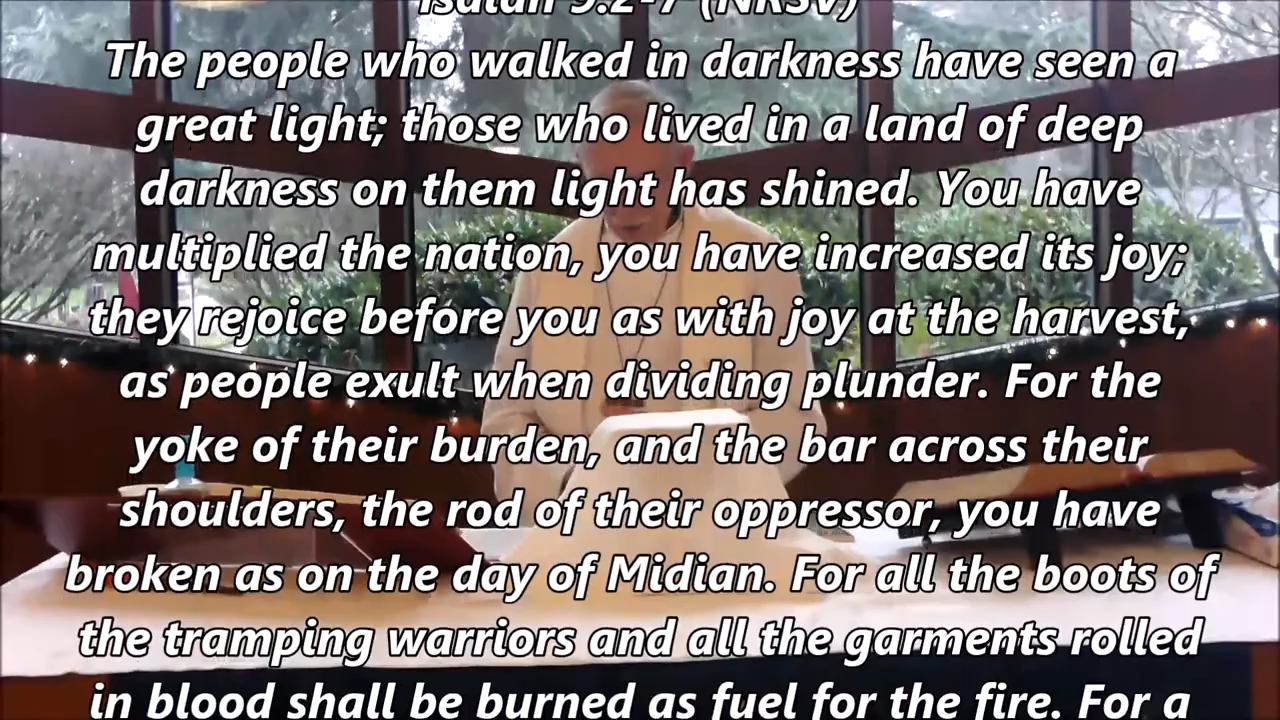 Isaiah 9:2-7 (NRSV)
The people who walked in darkness have seen a
great light; those who lived in a land of deep
darkness on them light has shined. You have
multiplied the nation, you have increased its joy;
they rejoice before you as with joy at the harvest,
as people exult when dividing plunder. For the
yoke of their burden, and the bar across their
shoulders, the rod of their oppressor, you have
broken as on the day of Midian. For all the boots of
the tramping warriors and all the garments rolled
in blood shall be burned as fuel for the fire. For a